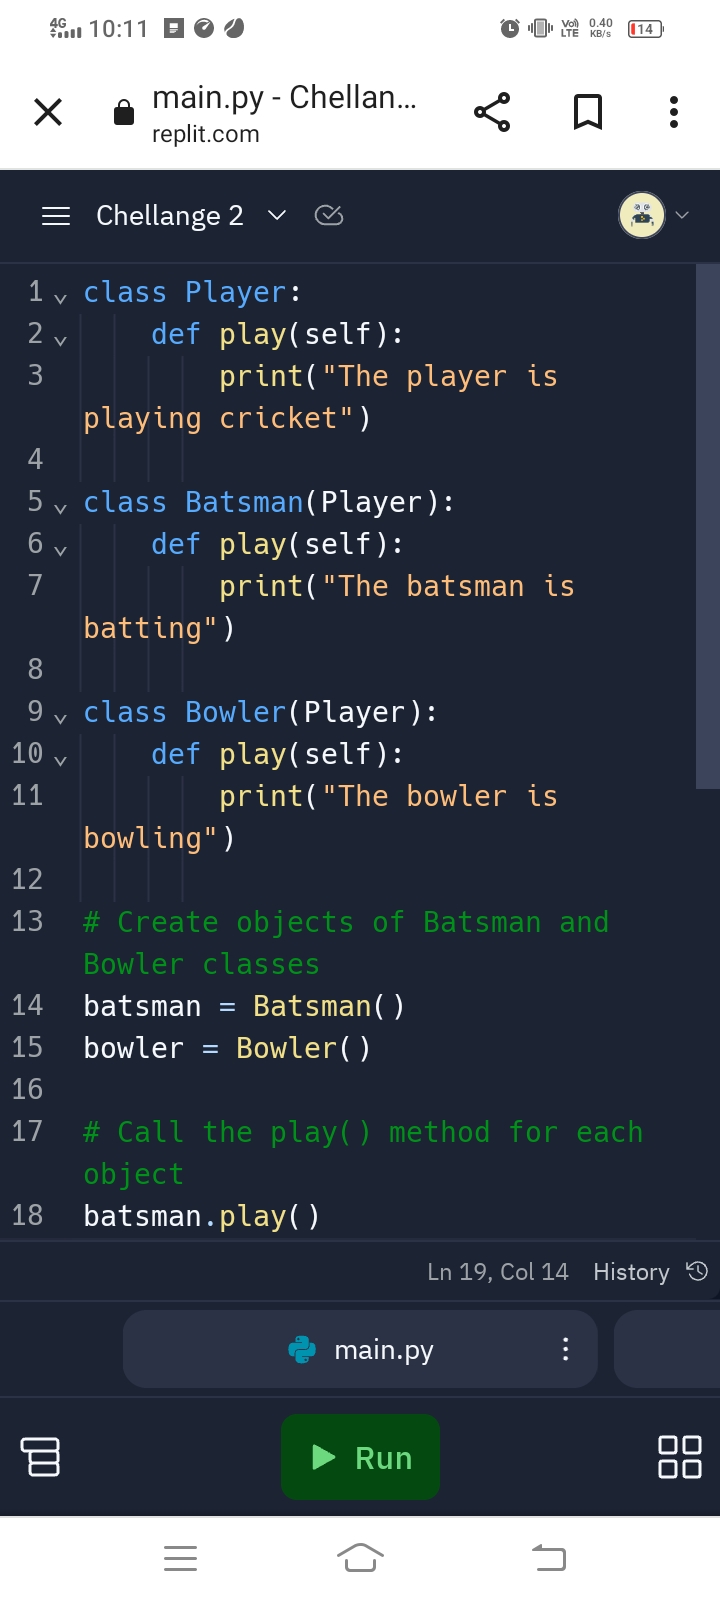 4G 10:11 Vo) LTE 0.40 KB/s 14
main.py - Chellan...
replit.com
Chellange 2
1 class Player:
2     def play(self):
3         print("The player is
playing cricket")
4
5 class Batsman(Player):
6     def play(self):
7         print("The batsman is
batting")
8
9 class Bowler(Player):
10     def play(self):
11         print("The bowler is
bowling")
12
13 # Create objects of Batsman and
Bowler classes
14 batsman = Batsman()
15 bowler = Bowler()
16
17 # Call the play() method for each
object
18 batsman.play()
Ln 19, Col 14 History
main.py
Run